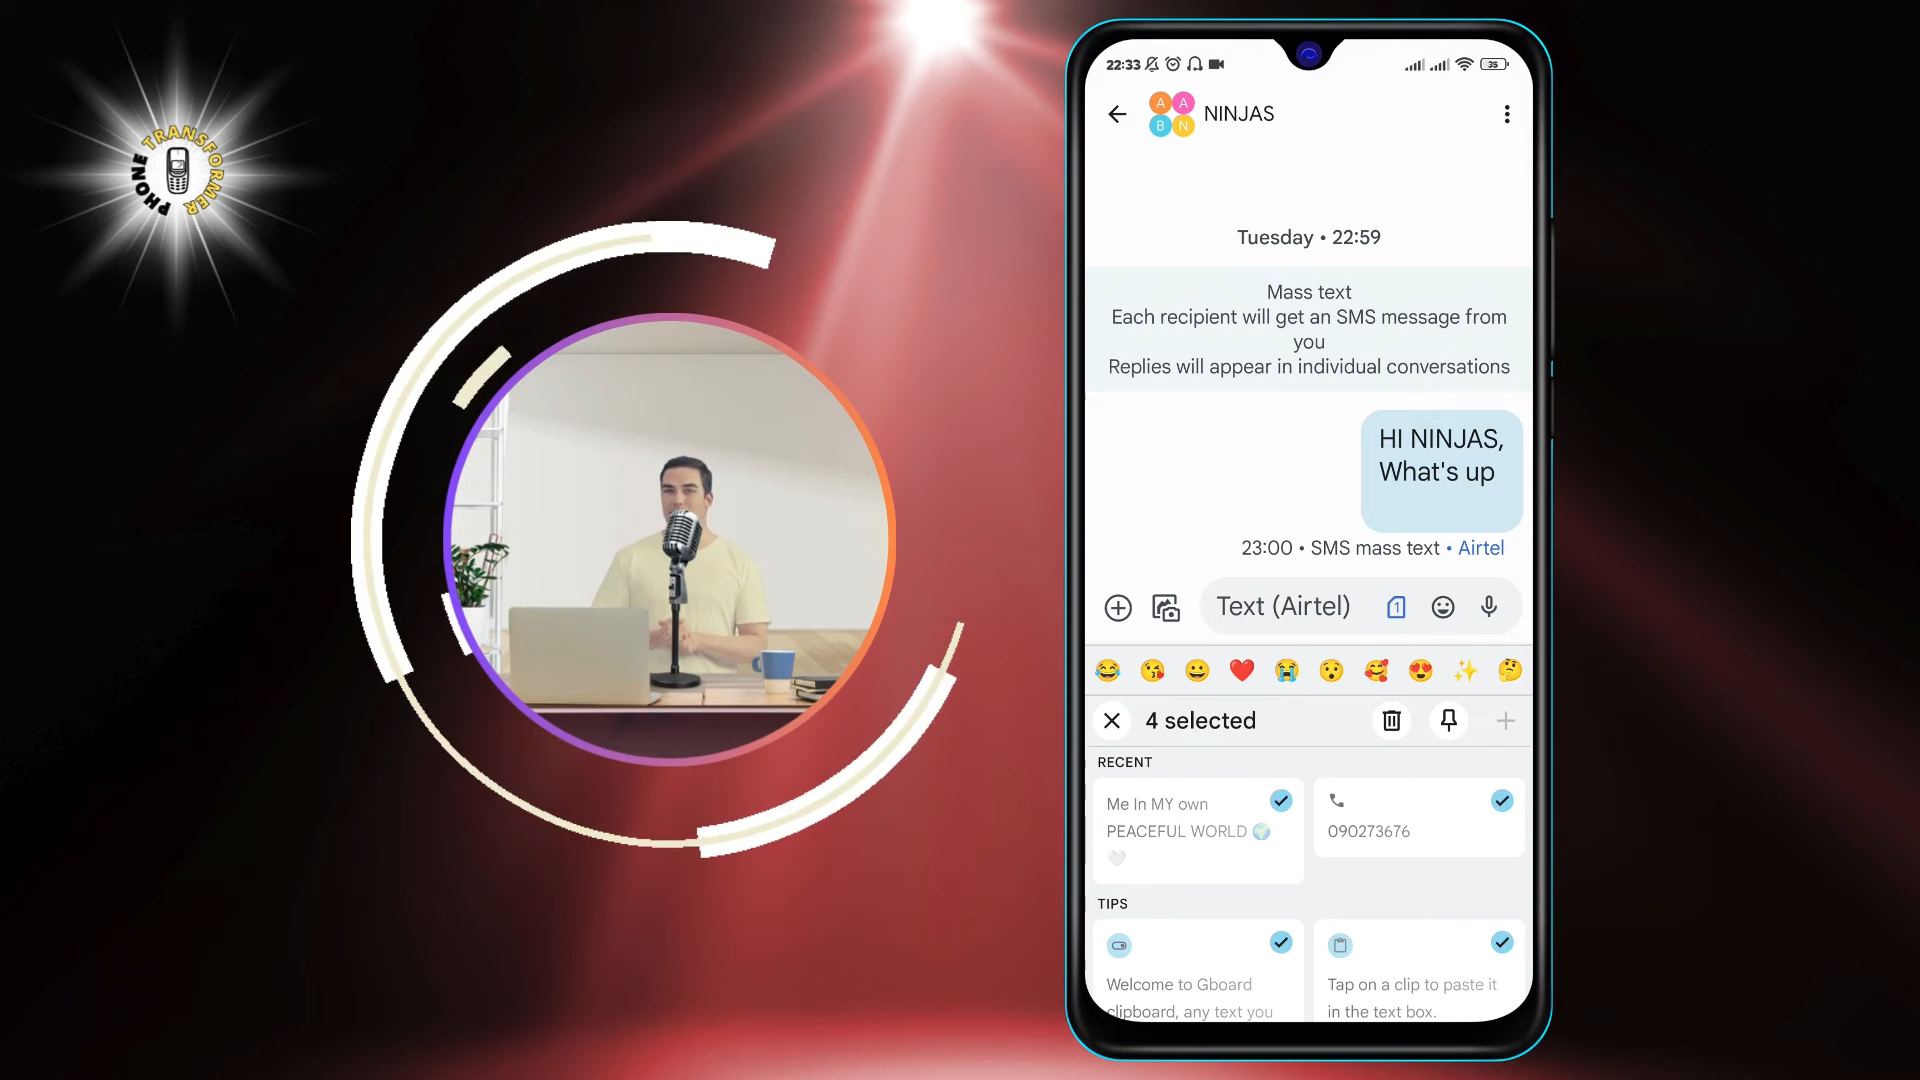 PHONE TRANSFORMER
22:33
35
A A
NINJAS
B N
Tuesday • 22:59
Mass text
Each recipient will get an SMS message from
you
Replies will appear in individual conversations
HI NINJAS,
What's up
23:00 • SMS mass text • Airtel
Text (Airtel)
1
4 selected
RECENT
Me In MY own
PEACEFUL WORLD 🌍
🤍
090273676
TIPS
Welcome to Gboard
clipboard, any text you
Tap on a clip to paste it
in the text box.